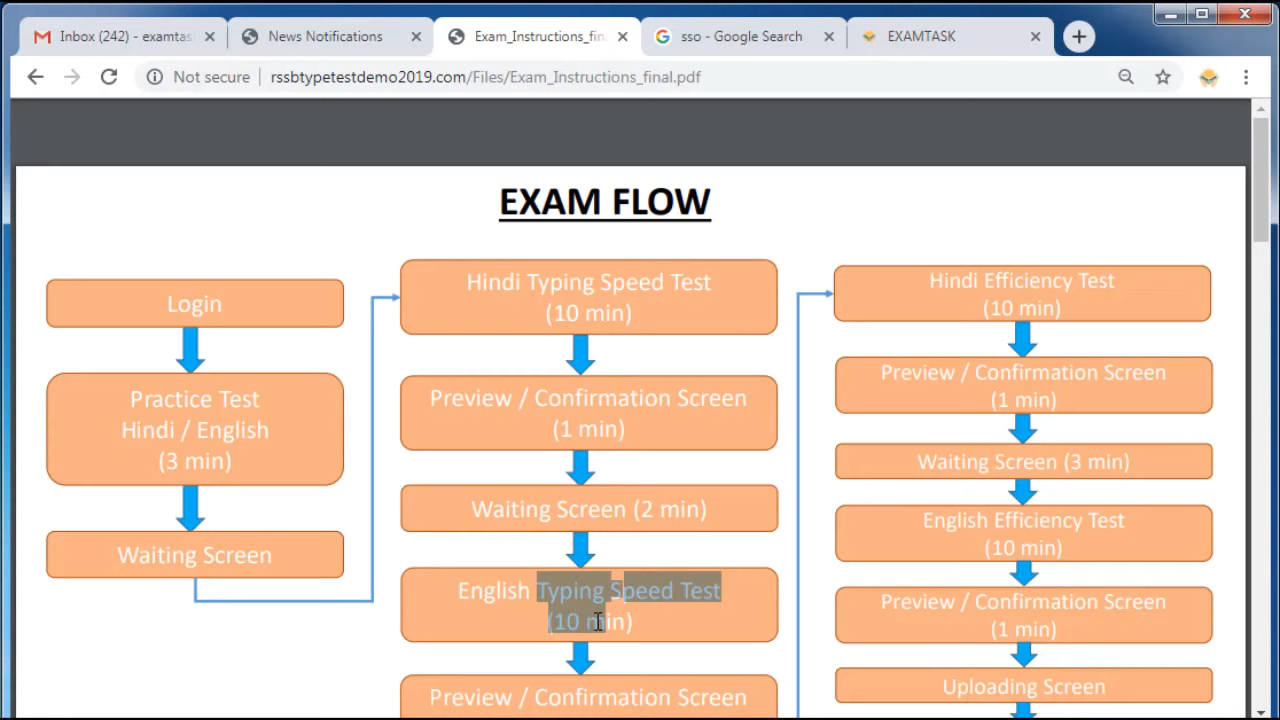 Inbox (242) - examtas
News Notifications
Exam_Instructions_fin
sso - Google Search
EXAMTASK
Not secure
rssbtypetestdemo2019.com/Files/Exam_Instructions_final.pdf
EXAM FLOW
Login
Practice Test
Hindi / English
(3 min)
Waiting Screen
Hindi Typing Speed Test
(10 min)
Preview / Confirmation Screen
(1 min)
Waiting Screen (2 min)
English Typing Speed Test
(10 min)
Preview / Confirmation Screen
Hindi Efficiency Test
(10 min)
Preview / Confirmation Screen
(1 min)
Waiting Screen (3 min)
English Efficiency Test
(10 min)
Preview / Confirmation Screen
(1 min)
Uploading Screen